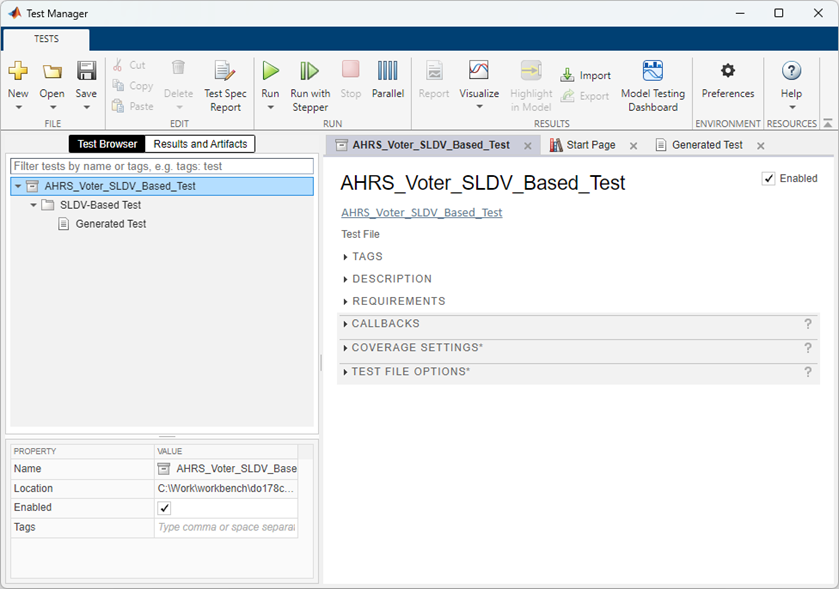 Test Manager
TESTS
New
Open
Save
FILE
Cut
Copy
Paste
Delete
Test Spec
Report
EDIT
Run
Run with
Stepper
Stop
Parallel
RUN
Report
Visualize
Highlight
in Model
Import
Export
Model Testing
Dashboard
RESULTS
Preferences
ENVIRONMENT
Help
RESOURCES
Test Browser
Results and Artifacts
Filter tests by name or tags, e.g. tags: test
AHRS_Voter_SLDV_Based_Test
SLDV-Based Test
Generated Test
PROPERTY VALUE
Name AHRS_Voter_SLDV_Base
Location C:\Work\workbench\do178c...
Enabled
Tags Type comma or space separat
AHRS_Voter_SLDV_Based_Test
Start Page
Generated Test
AHRS_Voter_SLDV_Based_Test
Enabled
AHRS_Voter_SLDV_Based_Test
Test File
TAGS
DESCRIPTION
REQUIREMENTS
CALLBACKS ?
COVERAGE SETTINGS* ?
TEST FILE OPTIONS* ?